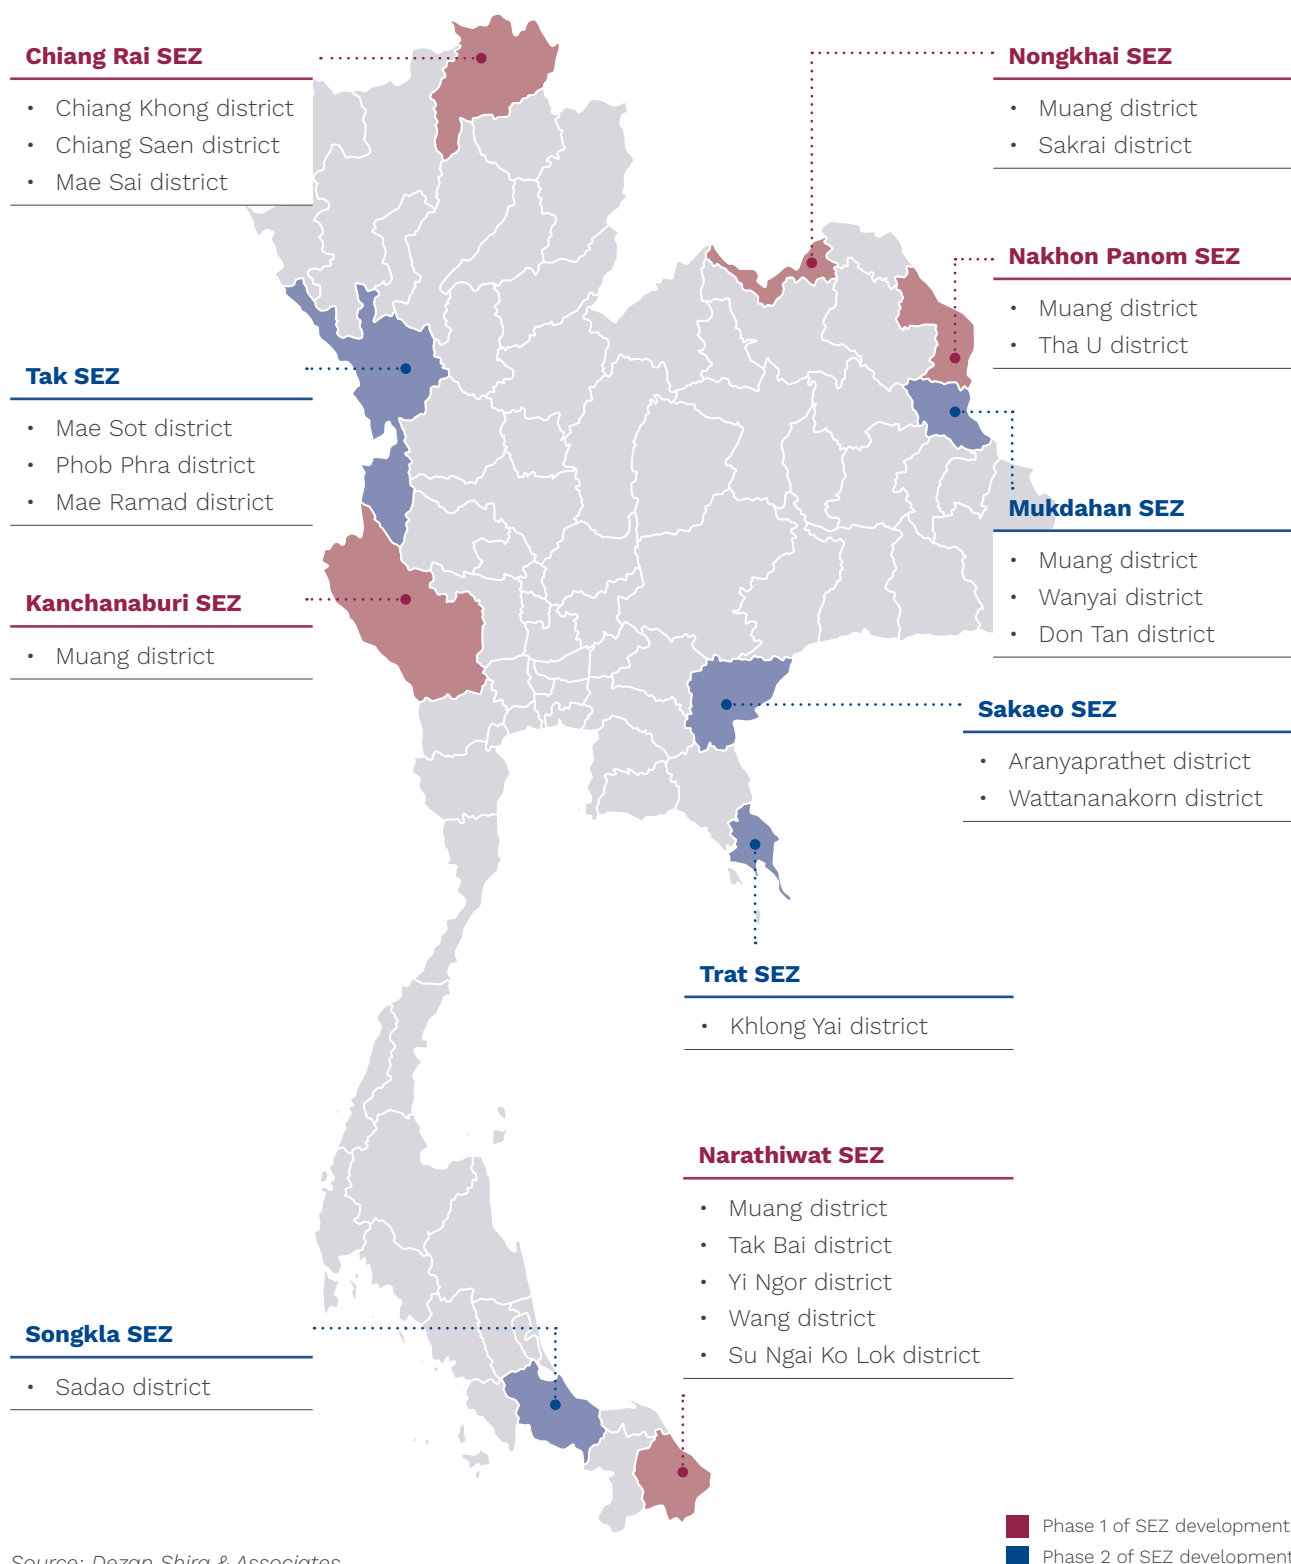 Chiang Rai SEZ
• Chiang Khong district
• Chiang Saen district
• Mae Sai district
Nongkhai SEZ
• Muang district
• Sakrai district
Nakhon Panom SEZ
• Muang district
• Tha U district
Tak SEZ
• Mae Sot district
• Phob Phra district
• Mae Ramad district
Mukdahan SEZ
• Muang district
• Wanyai district
• Don Tan district
Kanchanaburi SEZ
• Muang district
Sakaeo SEZ
• Aranyaprathet district
• Wattananakorn district
Trat SEZ
• Khlong Yai district
Narathiwat SEZ
• Muang district
• Tak Bai district
• Yi Ngor district
• Wang district
• Su Ngai Ko Lok district
Songkla SEZ
• Sadao district
Phase 1 of SEZ development
Phase 2 of SEZ development
Source: Dezan Shira & Associates